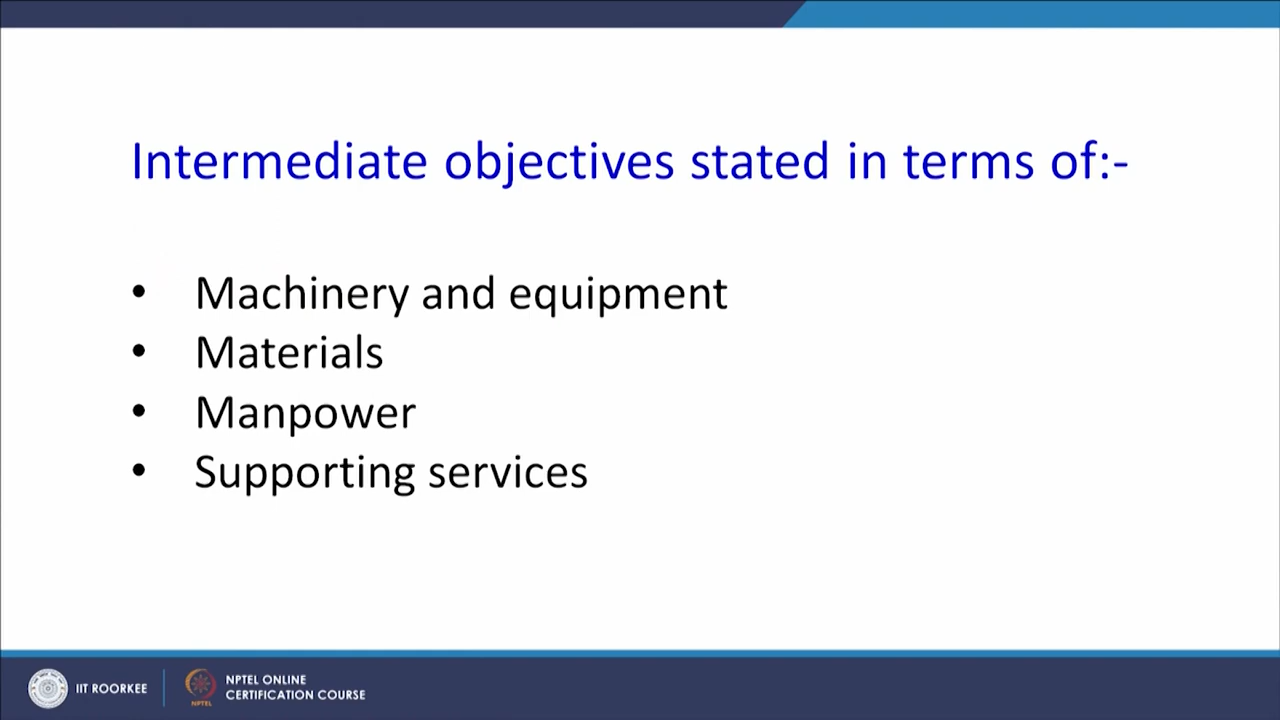 Intermediate objectives stated in terms of:-
• Machinery and equipment
• Materials
• Manpower
• Supporting services
IIT ROORKEE
NPTEL ONLINE
CERTIFICATION COURSE
NPTEL